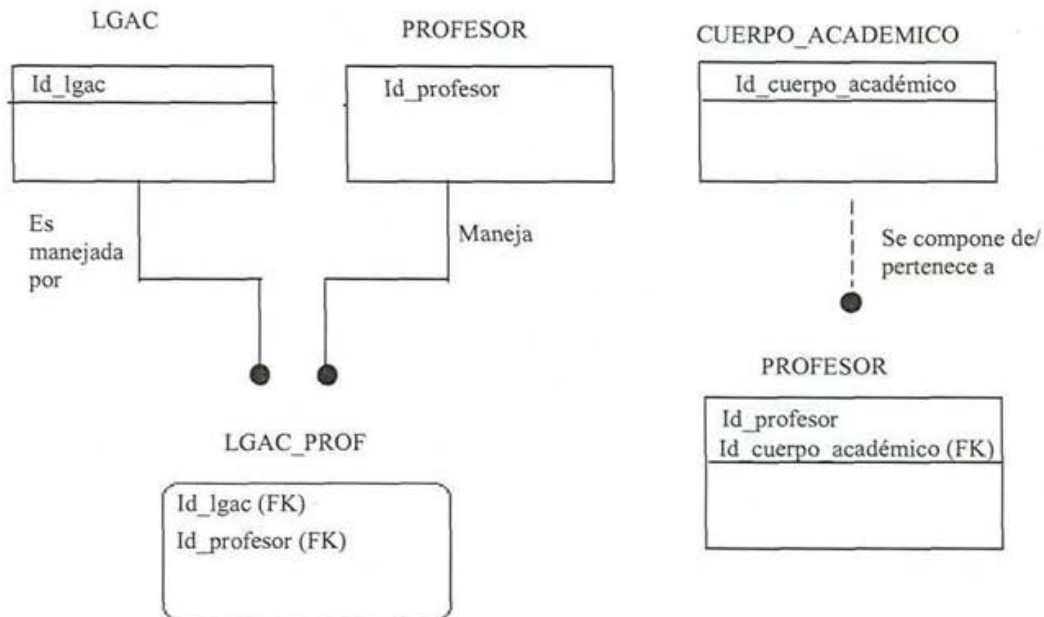 LGAC
PROFESOR
CUERPO_ACADEMICO
Id_lgac
Id_profesor
Id_cuerpo_académico
Es
manejada
por
Maneja
Se compone de/
pertenece a
PROFESOR
Id_profesor
Id_cuerpo_académico (FK)
LGAC_PROF
Id_lgac (FK)
Id_profesor (FK)